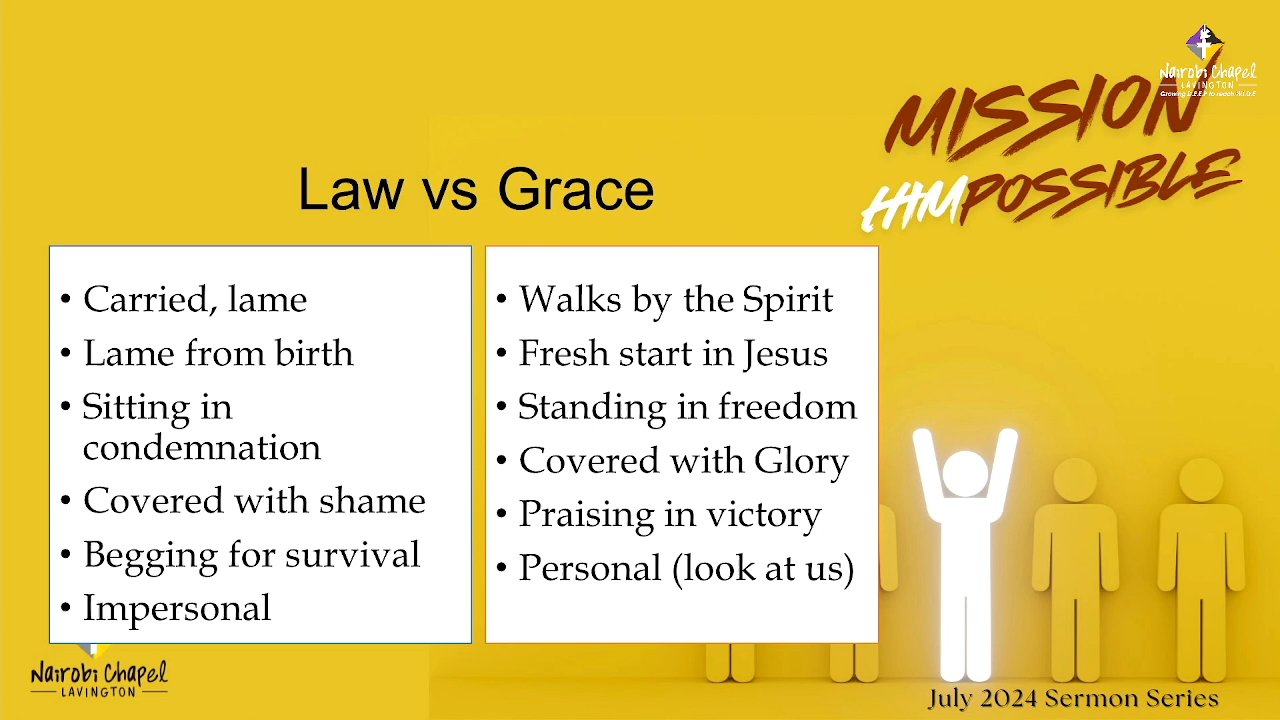 Nairobi Chapel
LAVINGTON
MISSION
HIMPOSSIBLE
Law vs Grace
• Carried, lame
• Lame from birth
• Sitting in
condemnation
• Covered with shame
• Begging for survival
• Impersonal
• Walks by the Spirit
• Fresh start in Jesus
• Standing in freedom
• Covered with Glory
• Praising in victory
• Personal (look at us)
Nairobi Chapel
LAVINGTON
July 2024 Sermon Series